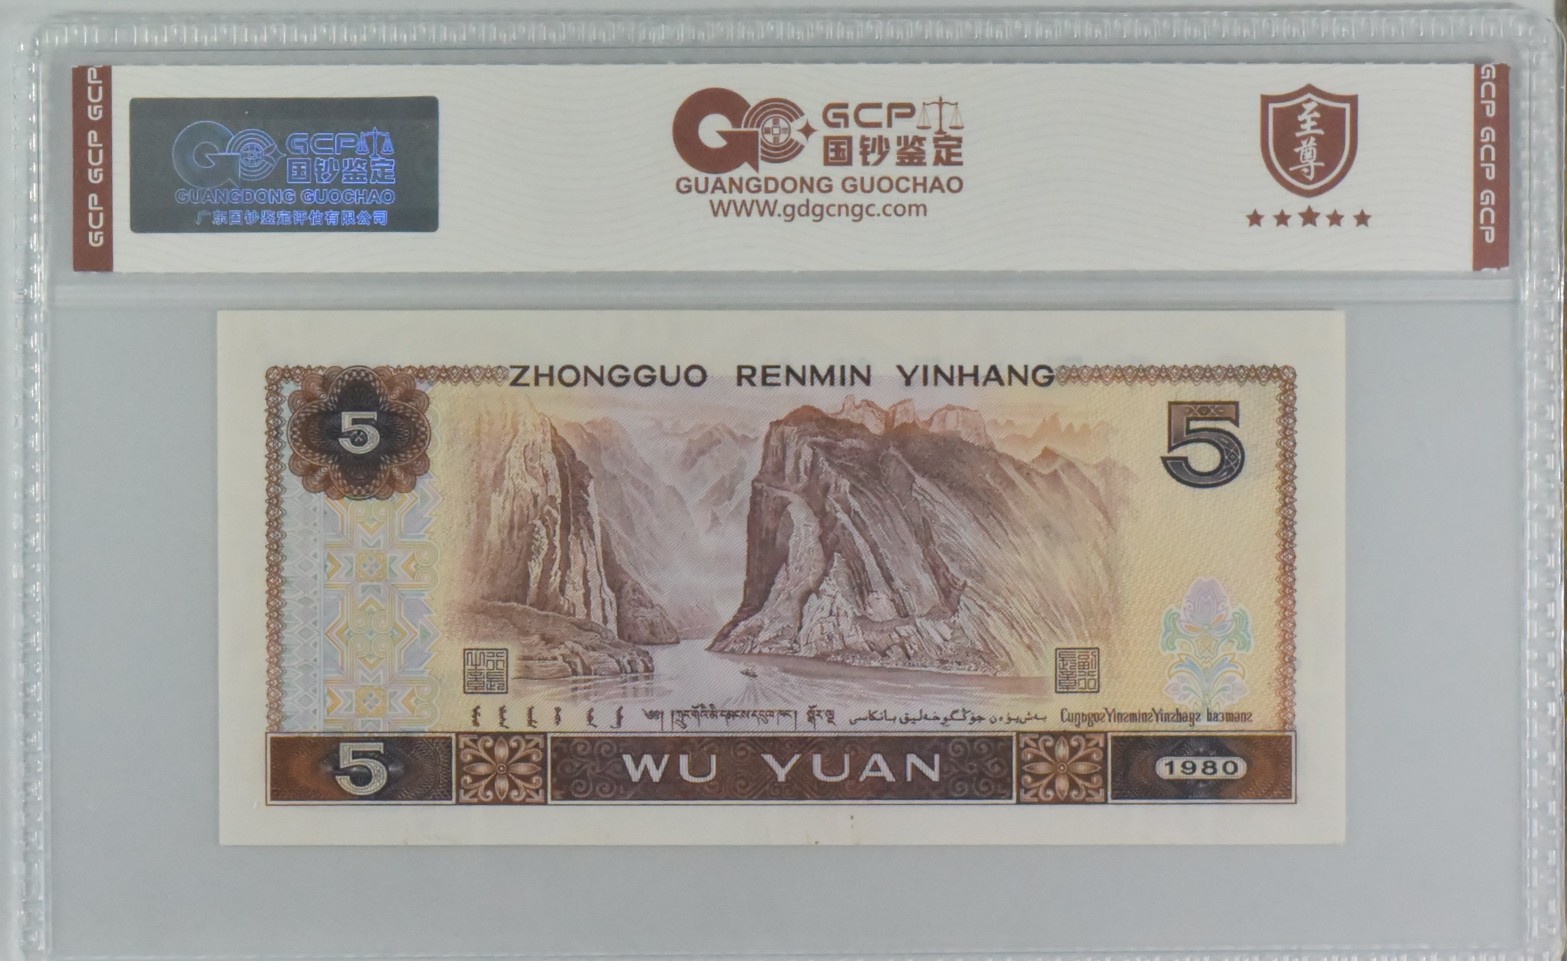 GCP GCP GCP
GCP
国钞鉴定
GUANGDONG GUOCHAO
广东国钞鉴定评估有限公司
GCP
国钞鉴定
GUANGDONG GUOCHAO
WWW.gdgcngc.com
至尊
GCP GCP GCP
ZHONGGUO RENMIN YINHANG
5
5
5
WU YUAN
1980